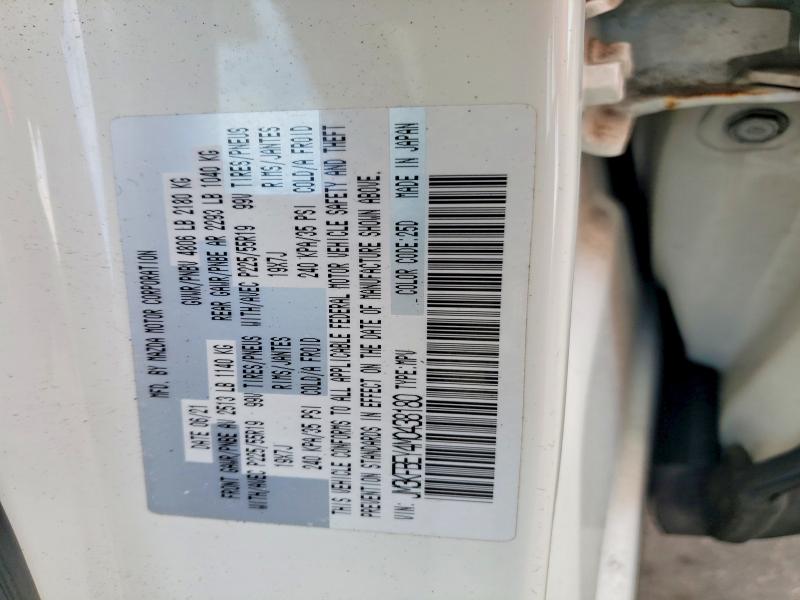 MFD. BY MAZDA MOTOR CORPORATION
DATE 06/21 GVWR/PNBV 4806 LB 2180 KG
FRONT GAWR/PNBE AV 2513 LB 1140 KG REAR GAWR/PNBE AR 2293 LB 1040 KG
WITH/AVEC P225/55R19 99V TIRES/PNEUS WITH/AVEC P225/55R19 99V TIRES/PNEUS
19X7J RIMS/JANTES 19X7J RIMS/JANTES
240 KPA/35 PSI COLD/A FROID 240 KPA/35 PSI COLD/A FROID
THIS VEHICLE CONFORMS TO ALL APPLICABLE FEDERAL MOTOR VEHICLE SAFETY AND THEFT
PREVENTION STANDARDS IN EFFECT ON THE DATE OF MANUFACTURE SHOWN ABOVE.
VIN: JM3KFBEY4M0438180 TYPE:MPV COLOR CODE:25D MADE IN JAPAN